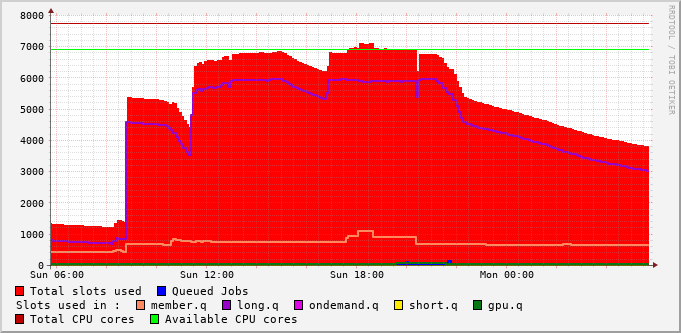 8000
7000
6000
5000
4000
3000
2000
1000
0
Sun 06:00 Sun 12:00 Sun 18:00 Mon 00:00
Total slots used Queued Jobs
Slots used in : member.q long.q ondemand.q short.q gpu.q
Total CPU cores Available CPU cores
RRDTOOL / TOBI OETIKER